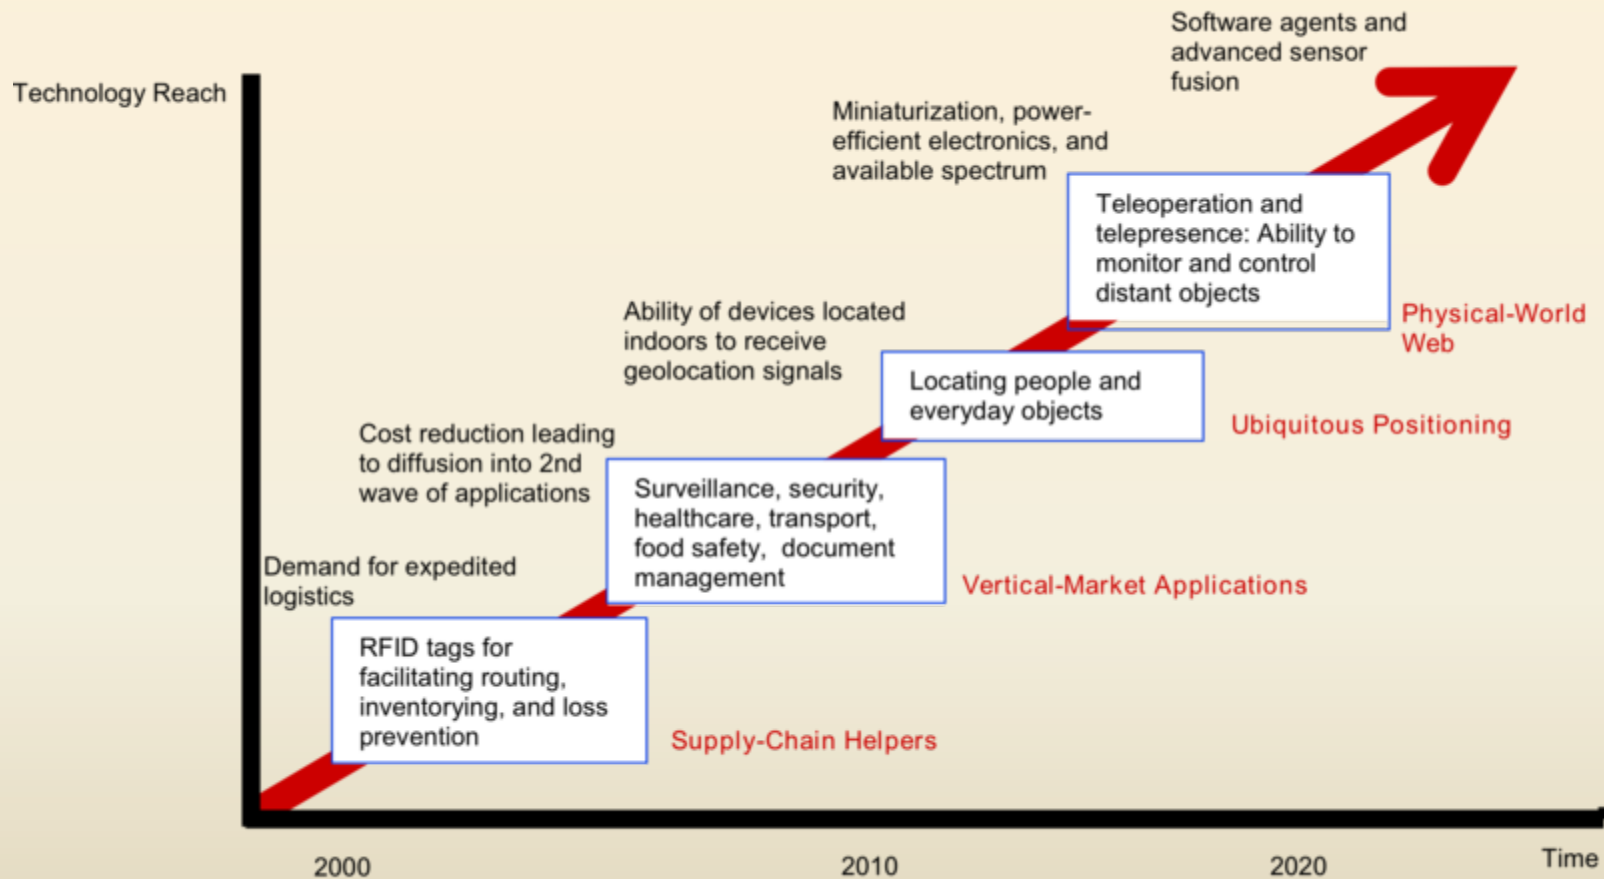 Technology Reach
Software agents and
advanced sensor
fusion
Miniaturization, power-
efficient electronics, and
available spectrum
Teleoperation and
telepresence: Ability to
monitor and control
distant objects
Physical-World
Web
Ability of devices located
indoors to receive
geolocation signals
Locating people and
everyday objects
Ubiquitous Positioning
Cost reduction leading
to diffusion into 2nd
wave of applications
Surveillance, security,
healthcare, transport,
food safety, document
management
Vertical-Market Applications
Demand for expedited
logistics
RFID tags for
facilitating routing,
inventorying, and loss
prevention
Supply-Chain Helpers
2000
2010
2020
Time